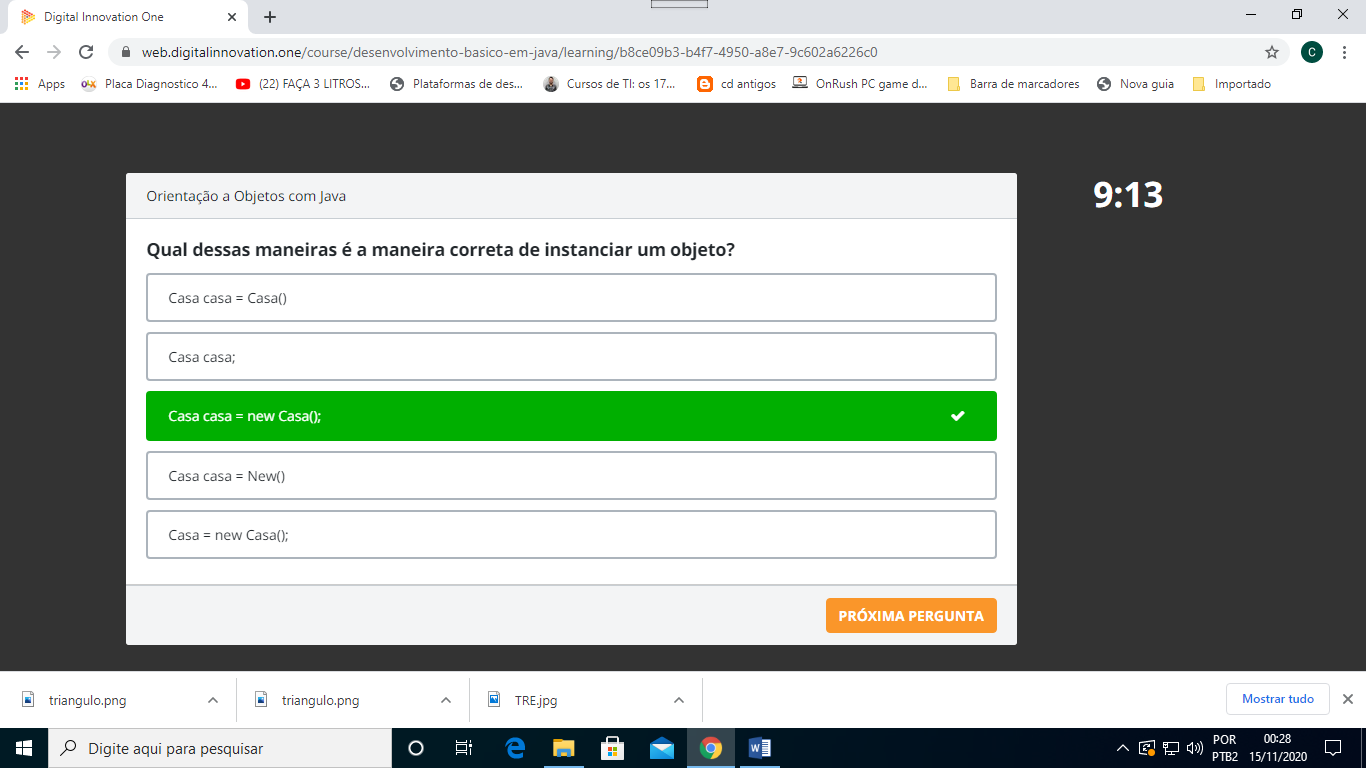 Digital Innovation One
web.digitalinnovation.one/course/desenvolvimento-basico-em-java/learning/b8ce09b3-b4f7-4950-a8e7-9c602a6226c0
C
Apps
OLX
Placa Diagnostico 4...
(22) FAÇA 3 LITROS...
Plataformas de des...
Cursos de TI: os 17...
cd antigos
OnRush PC game d...
Barra de marcadores
Nova guia
Importado
Orientação a Objetos com Java
9:13
Qual dessas maneiras é a maneira correta de instanciar um objeto?
Casa casa = Casa()
Casa casa;
Casa casa = new Casa();
Casa casa = New()
Casa = new Casa();
PRÓXIMA PERGUNTA
triangulo.png
triangulo.png
TRE.jpg
Mostrar tudo
Digite aqui para pesquisar
POR
PTB2
00:28
15/11/2020